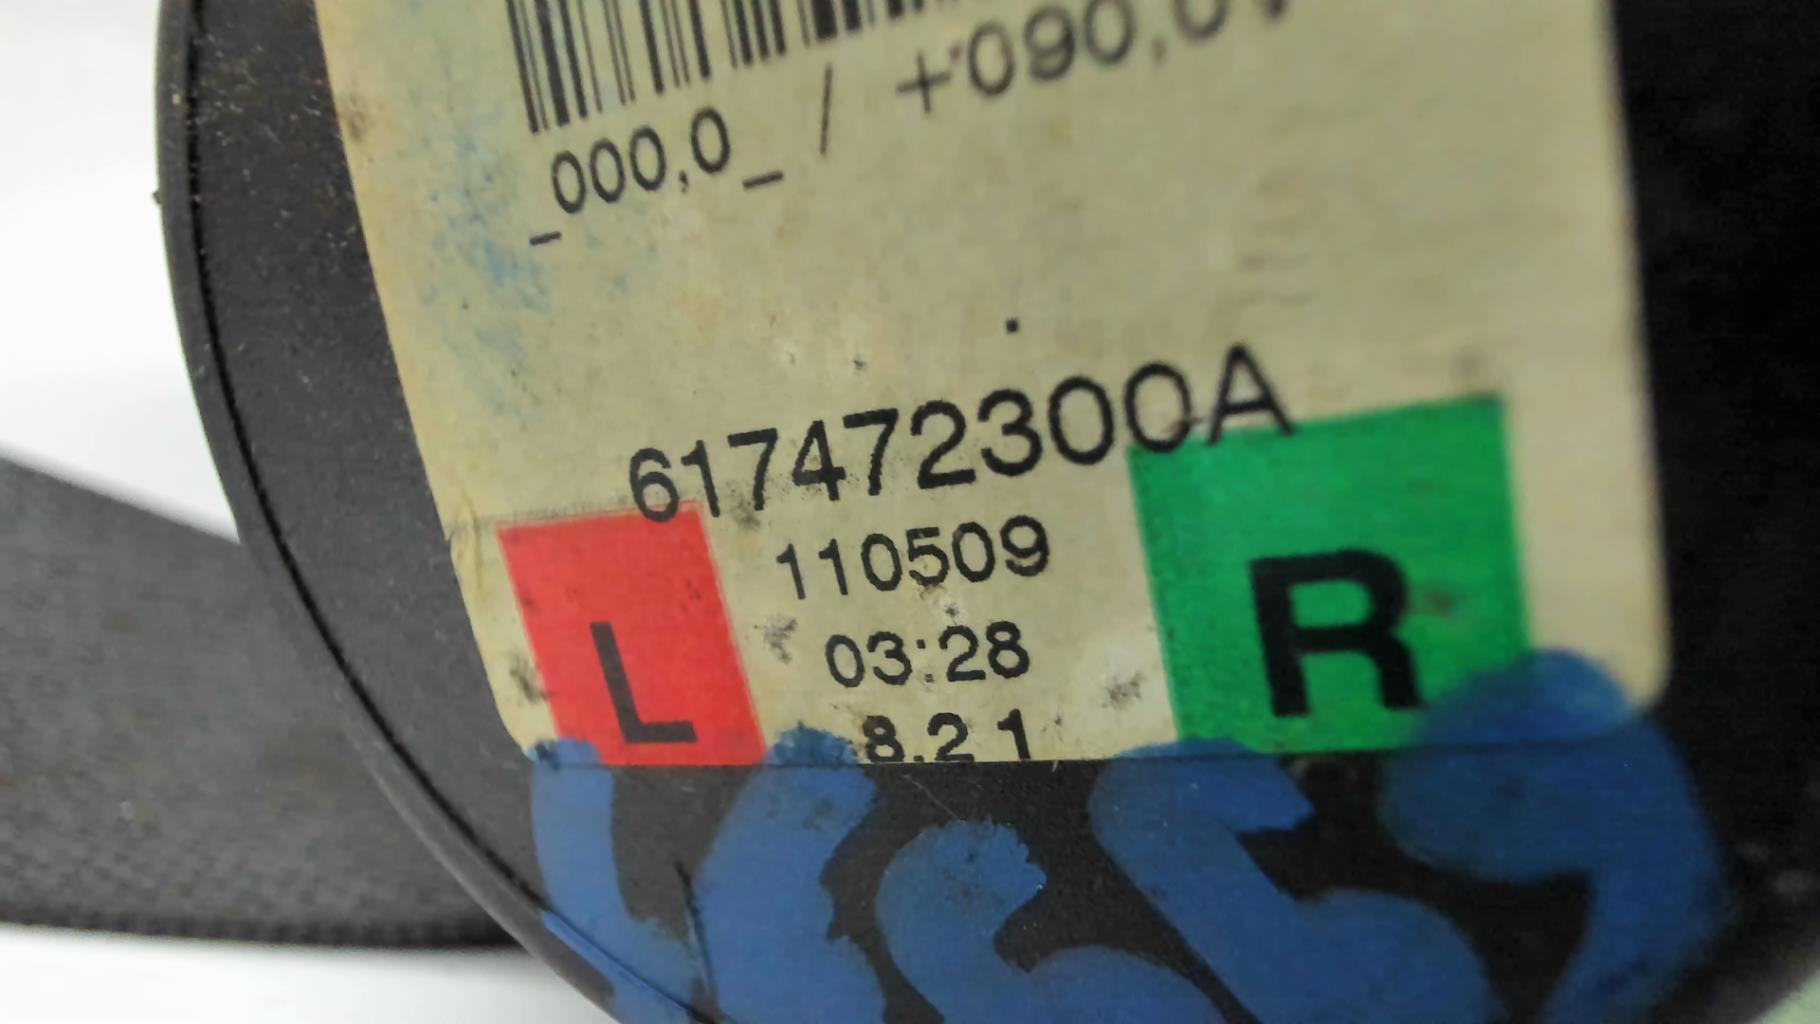 _000,0_ / +090,0
617472300A
110509
03:28
8.2 1
L
R